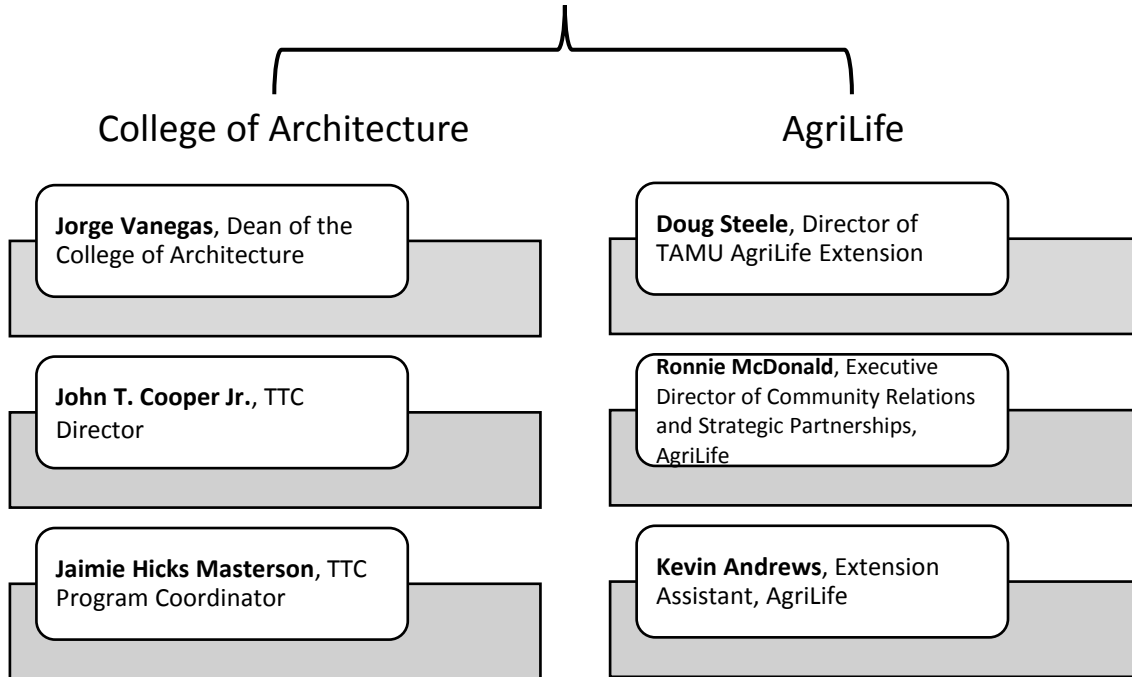 College of Architecture
Jorge Vanegas, Dean of the
College of Architecture
John T. Cooper Jr., TTC
Director
Jaimie Hicks Masterson, TTC
Program Coordinator
AgriLife
Doug Steele, Director of
TAMU AgriLife Extension
Ronnie McDonald, Executive
Director of Community Relations
and Strategic Partnerships,
AgriLife
Kevin Andrews, Extension
Assistant, AgriLife